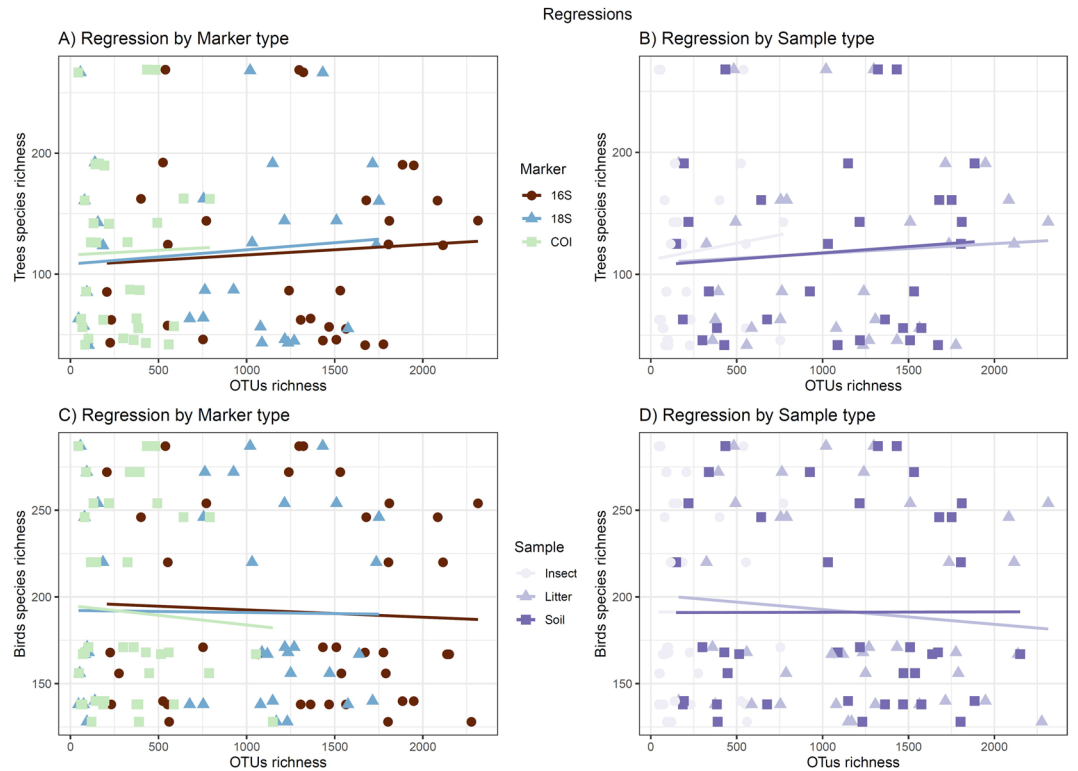 Regressions
A) Regression by Marker type
B) Regression by Sample type
Trees species richness
200
100
0
500
1000
1500
2000
OTUs richness
Marker
16S
18S
COI
Trees species richness
200
100
0
500
1000
1500
2000
OTUs richness
C) Regression by Marker type
D) Regression by Sample type
Birds species richness
250
200
150
0
500
1000
1500
2000
OTUs richness
Sample
Insect
Litter
Soil
Birds species richness
250
200
150
0
500
1000
1500
2000
OTus richness